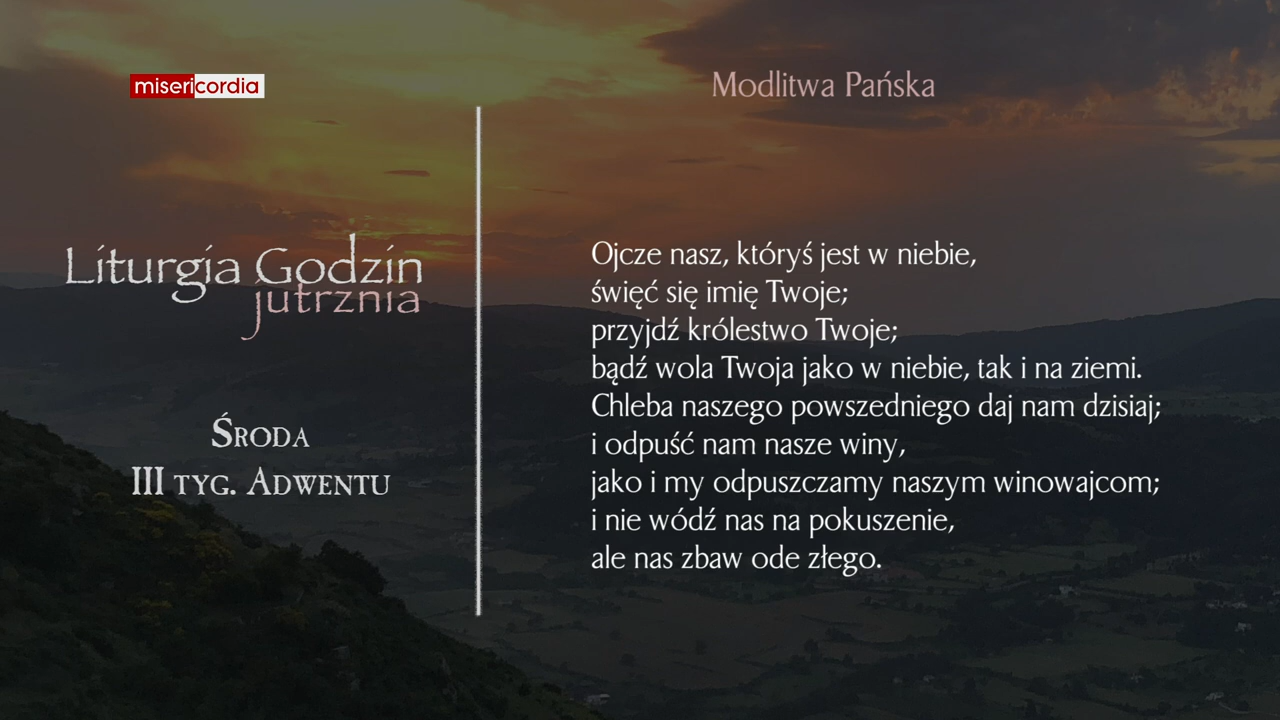 misericordia
Liturgia Godzin
jutrznia
Środa
III tyg. Adwentu
Modlitwa Pańska
Ojcze nasz, któryś jest w niebie,
święć się imię Twoje;
przyjdź królestwo Twoje;
bądź wola Twoja jako w niebie, tak i na ziemi.
Chleba naszego powszedniego daj nam dzisiaj;
i odpuść nam nasze winy,
jako i my odpuszczamy naszym winowajcom;
i nie wódź nas na pokuszenie,
ale nas zbaw ode złego.